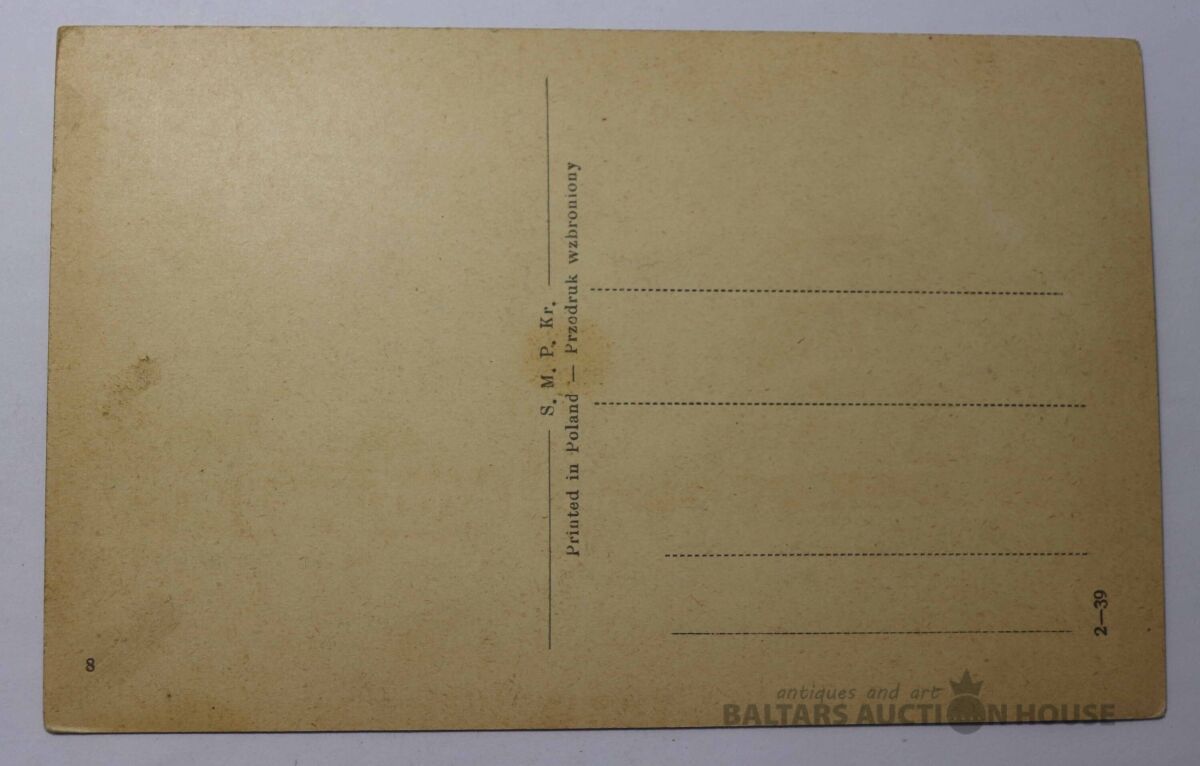 S. M. P. Kr.
Printed in Poland — Przedruk wzbroniony
8
2—39
antiques and art
BALTARS AUCTION HOUSE